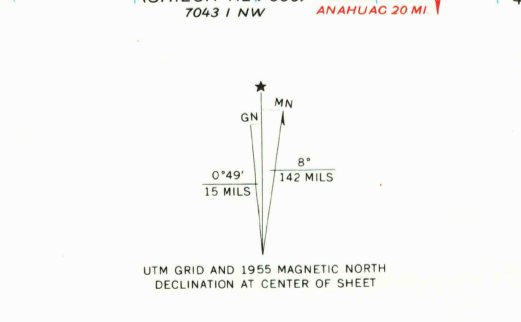 7043 I NW
ANAHUAC 20 MI.
★
MN
GN
8°
142 MILS
0°49'
15 MILS
UTM GRID AND 1955 MAGNETIC NORTH
DECLINATION AT CENTER OF SHEET